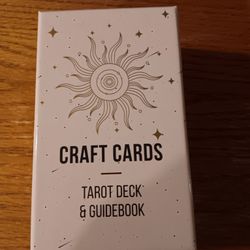 CRAFT CARDS
TAROT DECK
& GUIDEBOOK